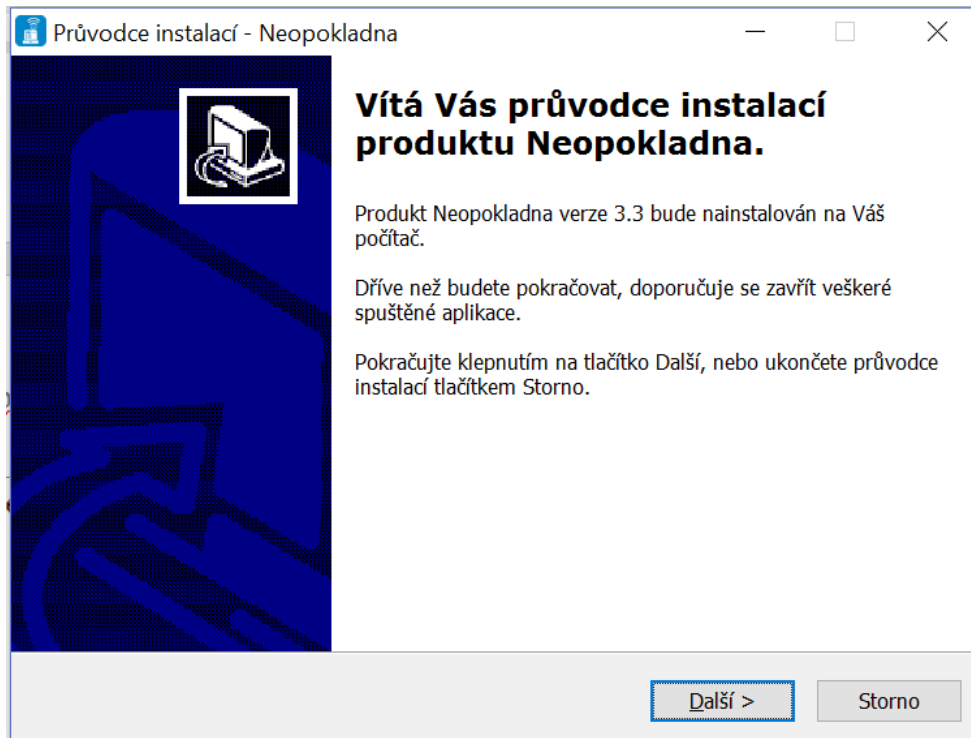 Průvodce instalací - Neopokladna
Vítá Vás průvodce instalací
produktu Neopokladna.
Produkt Neopokladna verze 3.3 bude nainstalován na Váš
počítač.
Dříve než budete pokračovat, doporučuje se zavřít veškeré
spuštěné aplikace.
Pokračujte klepnutím na tlačítko Další, nebo ukončete průvodce
instalací tlačítkem Storno.
Další >
Storno